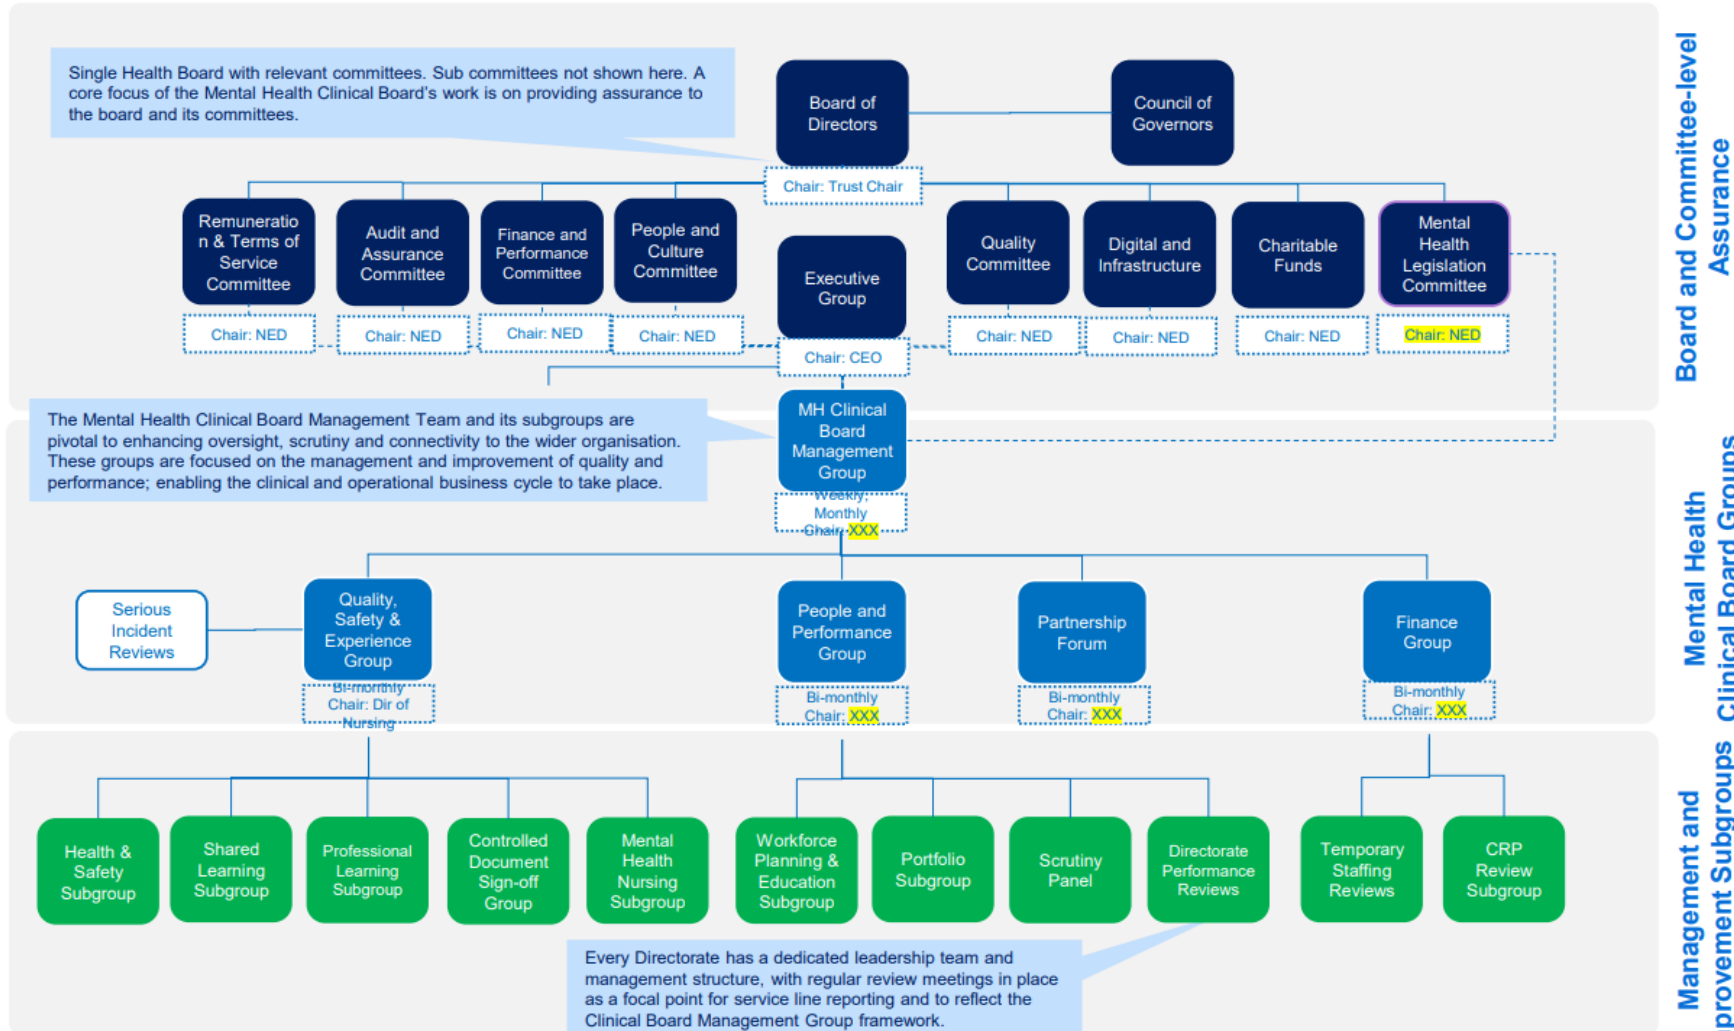 Single Health Board with relevant committees. Sub committees not shown here. A
core focus of the Mental Health Clinical Board's work is on providing assurance to
the board and its committees.
Board of
Directors
Council of
Governors
Chair: Trust Chair
Remuneratio
n & Terms of
Service
Committee
Audit and
Assurance
Committee
Finance and
Performance
Committee
People and
Culture
Committee
Executive
Group
Quality
Committee
Digital and
Infrastructure
Charitable
Funds
Mental
Health
Legislation
Committee
Chair: NED
Chair: NED
Chair: NED
Chair: NED
Chair: CEO
Chair: NED
Chair: NED
Chair: NED
Chair: NED
Board and Committee-level
Assurance
The Mental Health Clinical Board Management Team and its subgroups are
pivotal to enhancing oversight, scrutiny and connectivity to the wider organisation.
These groups are focused on the management and improvement of quality and
performance; enabling the clinical and operational business cycle to take place.
MH Clinical
Board
Management
Group
Weekly,
Monthly
Chair: XXX
Serious
Incident
Reviews
Quality,
Safety &
Experience
Group
Bi-monthly
Chair: Dir of
Nursing
People and
Performance
Group
Bi-monthly
Chair: XXX
Partnership
Forum
Bi-monthly
Chair: XXX
Finance
Group
Bi-monthly
Chair: XXX
Mental Health
Clinical Board Groups
Health &
Safety
Subgroup
Shared
Learning
Subgroup
Professional
Learning
Subgroup
Controlled
Document
Sign-off
Group
Mental
Health
Nursing
Subgroup
Workforce
Planning &
Education
Subgroup
Portfolio
Subgroup
Scrutiny
Panel
Directorate
Performance
Reviews
Temporary
Staffing
Reviews
CRP
Review
Subgroup
Every Directorate has a dedicated leadership team and
management structure, with regular review meetings in place
as a focal point for service line reporting and to reflect the
Clinical Board Management Group framework.
Management and
provement Subgroups